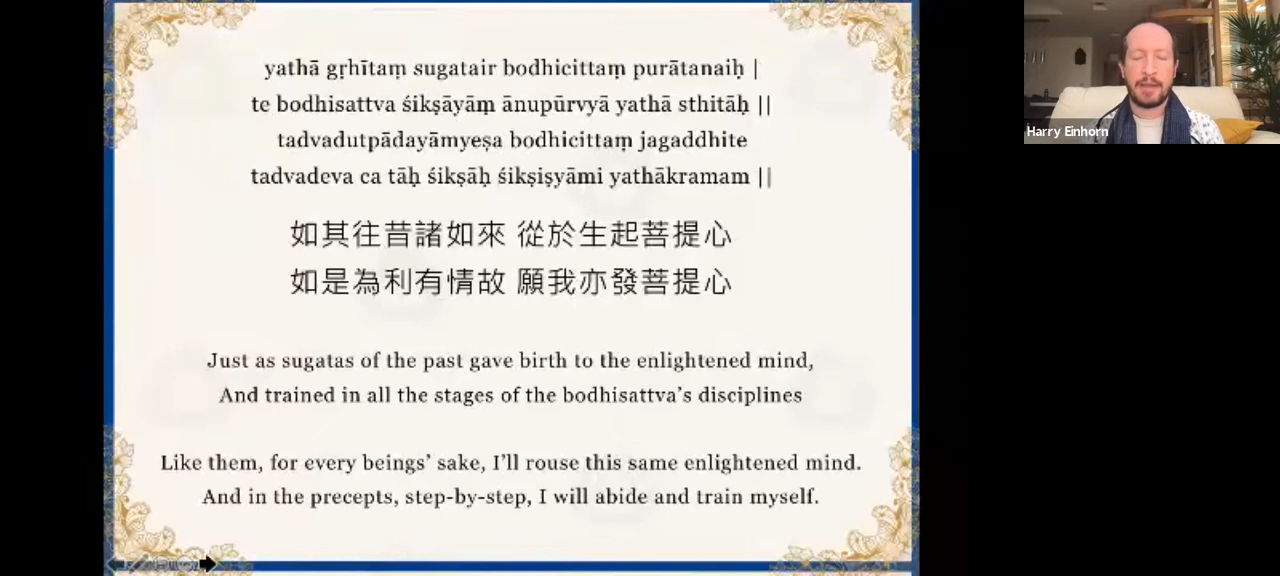 yathā gṛhītaṃ sugatair bodhicittaṃ purātanaiḥ |
te bodhisattva śikṣāyāṃ ānupūrvyā yathā sthitāḥ ||
tadvadutpādayāmyeṣa bodhicittaṃ jagaddhite
tadvadeva ca tāḥ śikṣāḥ śikṣiṣyāmi yathākramam ||
如其往昔諸如來 從於生起菩提心
如是為利有情故 願我亦發菩提心
Just as sugatas of the past gave birth to the enlightened mind,
And trained in all the stages of the bodhisattva's disciplines
Like them, for every beings' sake, I'll rouse this same enlightened mind.
And in the precepts, step-by-step, I will abide and train myself.
Harry Einhorn